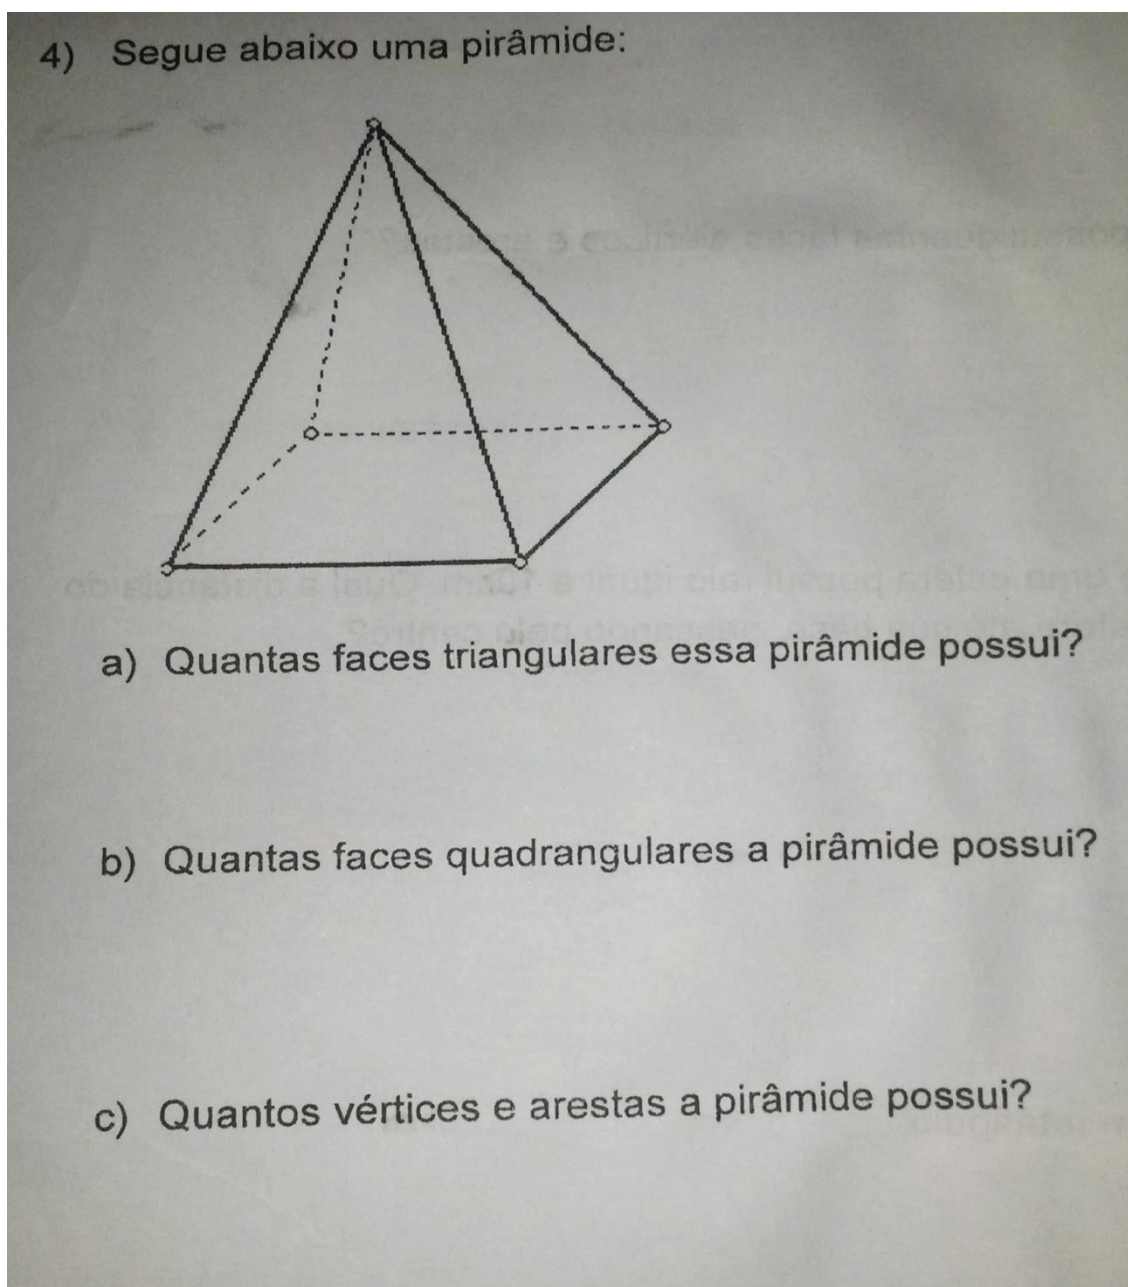 4) Segue abaixo uma pirâmide:
a) Quantas faces triangulares essa pirâmide possui?
b) Quantas faces quadrangulares a pirâmide possui?
c) Quantos vértices e arestas a pirâmide possui?